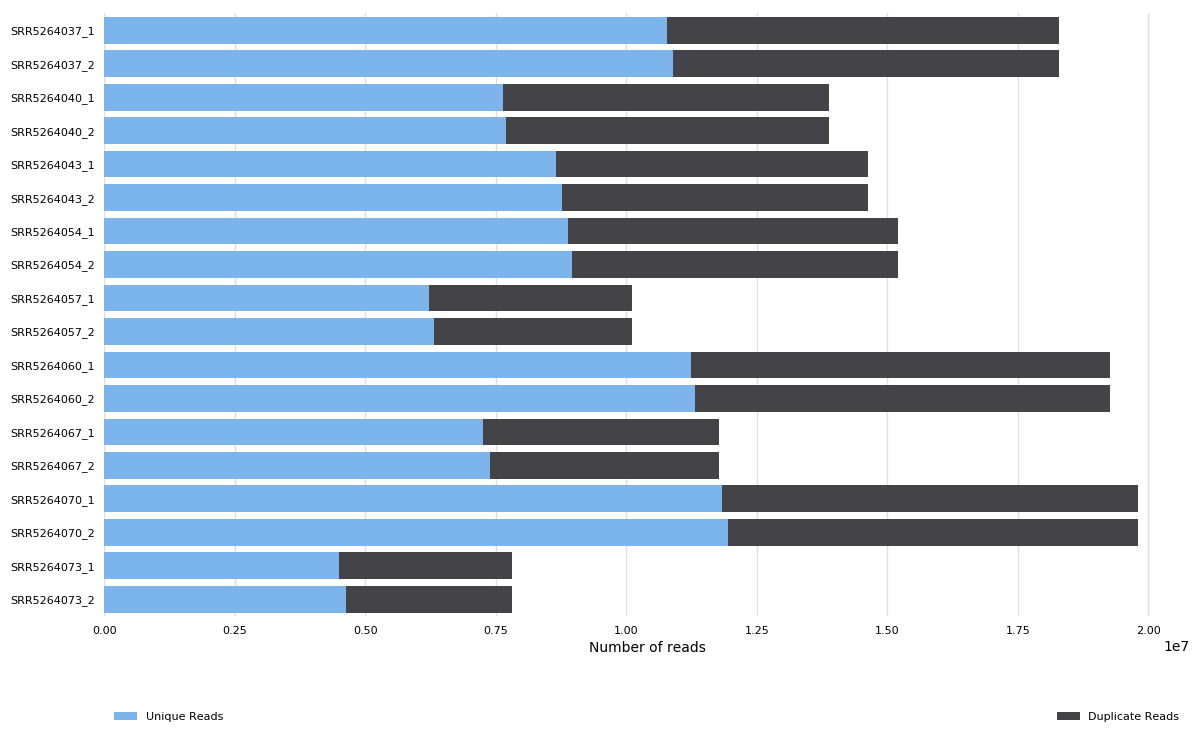 SRR5264037_1
SRR5264037_2
SRR5264040_1
SRR5264040_2
SRR5264043_1
SRR5264043_2
SRR5264054_1
SRR5264054_2
SRR5264057_1
SRR5264057_2
SRR5264060_1
SRR5264060_2
SRR5264067_1
SRR5264067_2
SRR5264070_1
SRR5264070_2
SRR5264073_1
SRR5264073_2
0.00 0.25 0.50 0.75 1.00 1.25 1.50 1.75 2.00
Number of reads 1e7
Unique Reads Duplicate Reads